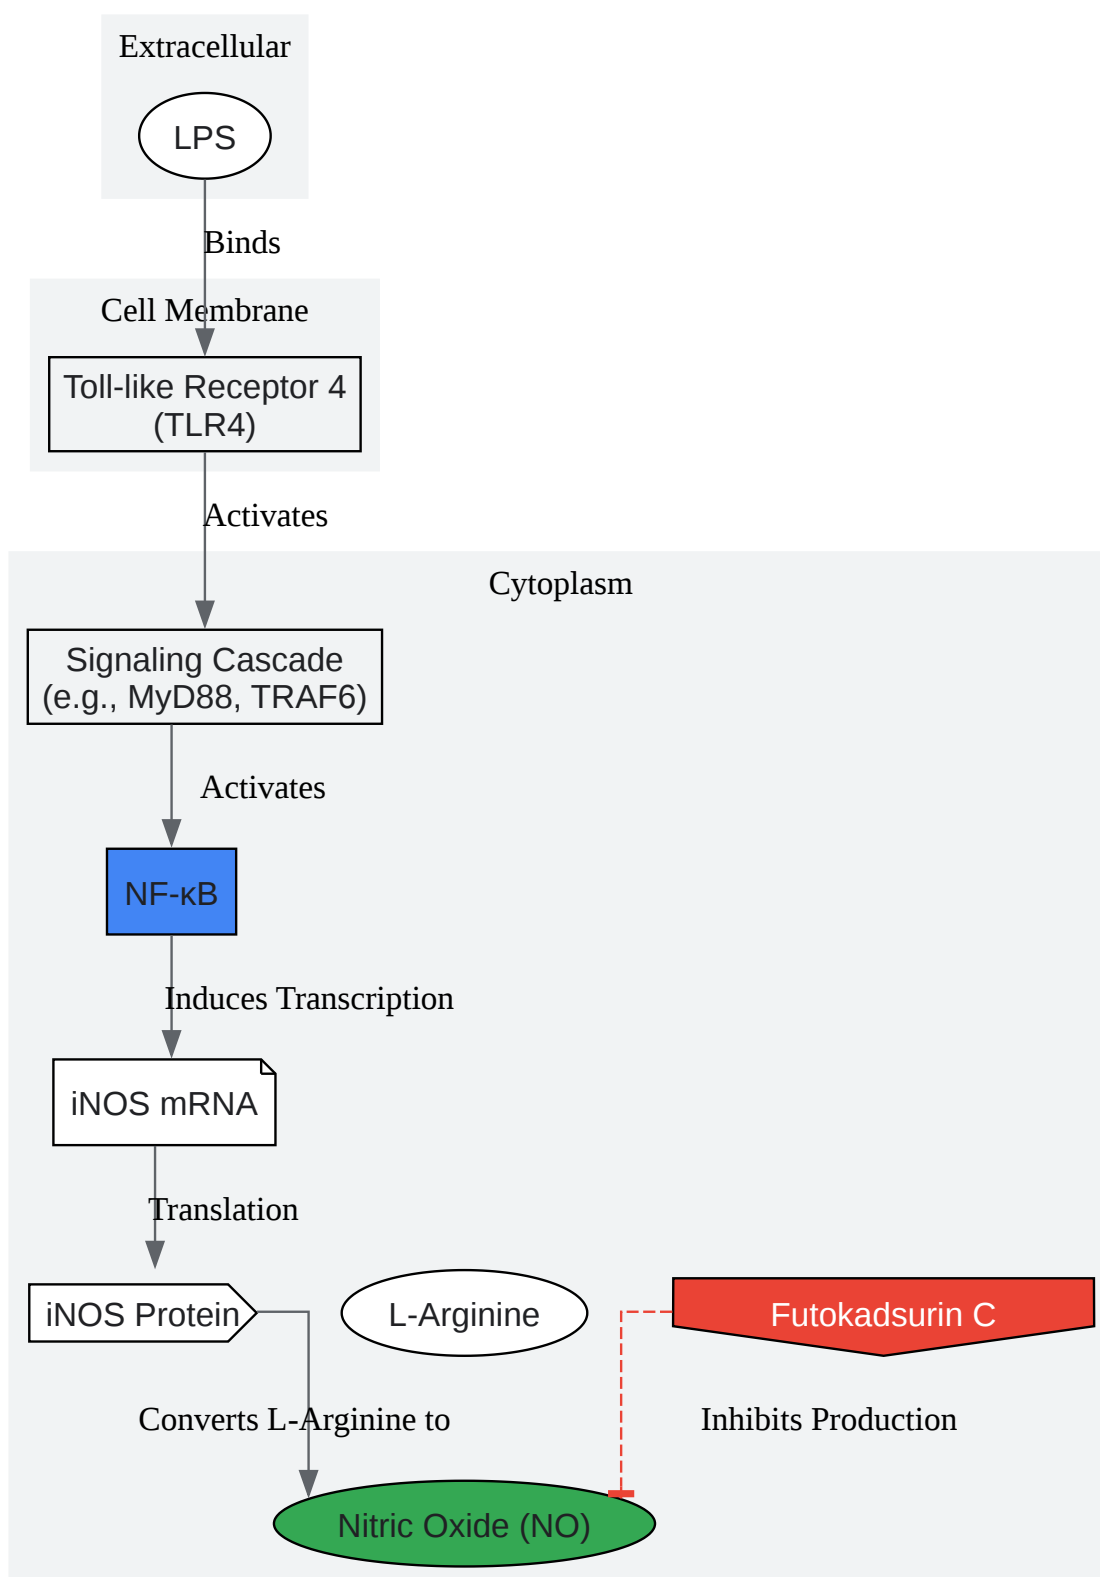 Extracellular
LPS
Binds
Cell Membrane
Toll-like Receptor 4
(TLR4)
Activates
Cytoplasm
Signaling Cascade
(e.g., MyD88, TRAF6)
Activates
NF-κB
Induces Transcription
iNOS mRNA
Translation
iNOS Protein
L-Arginine
Futokadsurin C
Converts L-Arginine to
Inhibits Production
Nitric Oxide (NO)